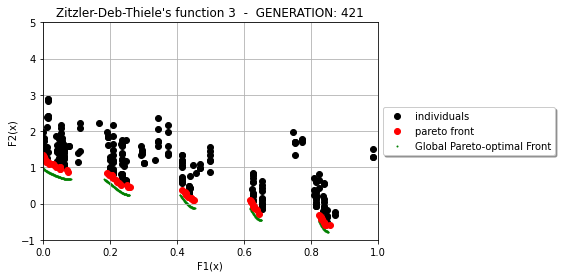 Zitzler-Deb-Thiele's function 3 - GENERATION: 421
5
4
3
2
1
0
−1
F2(x)
0.0 0.2 0.4 0.6 0.8 1.0
F1(x)
individuals
pareto front
Global Pareto-optimal Front